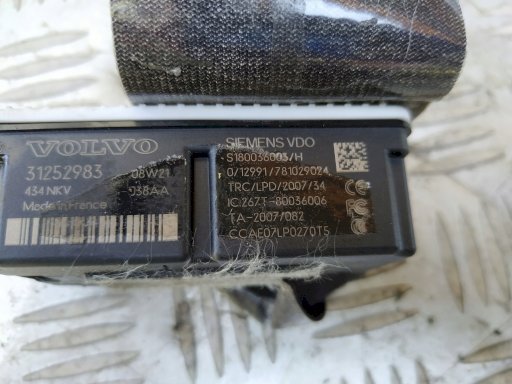 VOLVO
31252983 08W21
434 NKV 038AA
Made in France
SIEMENS VDO
S180036003/H
0/12991/781029024
TRC/LPD/2007/34
IC:267T-80036006
TA-2007/082
CCAE07LP0270T5